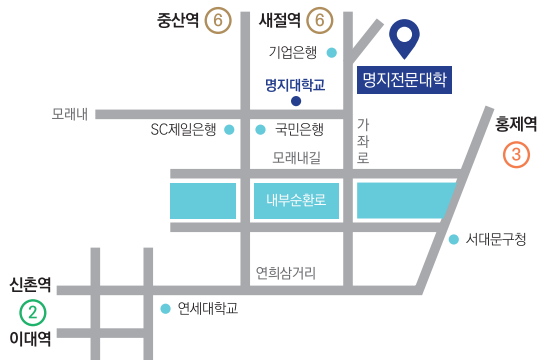 중산역 6
새절역 6
기업은행
명지전문대학
명지대학교
모래내
SC제일은행
국민은행
가좌로
홍제역
3
모래내길
내부순환로
서대문구청
연희삼거리
신촌역
2
이대역
연세대학교